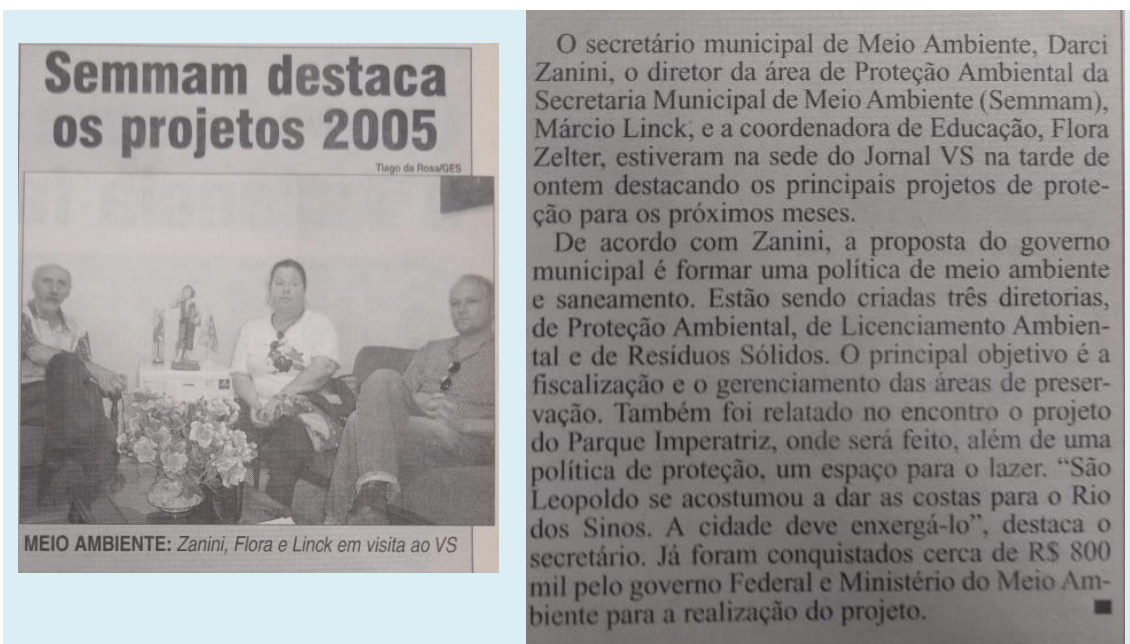 Semmam destaca
os projetos 2005
Tiago da Rosa/GES
MEIO AMBIENTE: Zanini, Flora e Linck em visita ao VS
O secretário municipal de Meio Ambiente, Darci
Zanini, o diretor da área de Proteção Ambiental da
Secretaria Municipal de Meio Ambiente (Semmam),
Márcio Linck, e a coordenadora de Educação, Flora
Zelter, estiveram na sede do Jornal VS na tarde de
ontem destacando os principais projetos de prote-
ção para os próximos meses.
De acordo com Zanini, a proposta do governo
municipal é formar uma política de meio ambiente
e saneamento. Estão sendo criadas três diretorias,
de Proteção Ambiental, de Licenciamento Ambien-
tal e de Resíduos Sólidos. O principal objetivo é a
fiscalização e o gerenciamento das áreas de preser-
vação. Também foi relatado no encontro o projeto
do Parque Imperatriz, onde será feito, além de uma
política de proteção, um espaço para o lazer. “São
Leopoldo se acostumou a dar as costas para o Rio
dos Sinos. A cidade deve enxergá-lo”, destaca o
secretário. Já foram conquistados cerca de R$ 800
mil pelo governo Federal e Ministério do Meio Am-
biente para a realização do projeto.